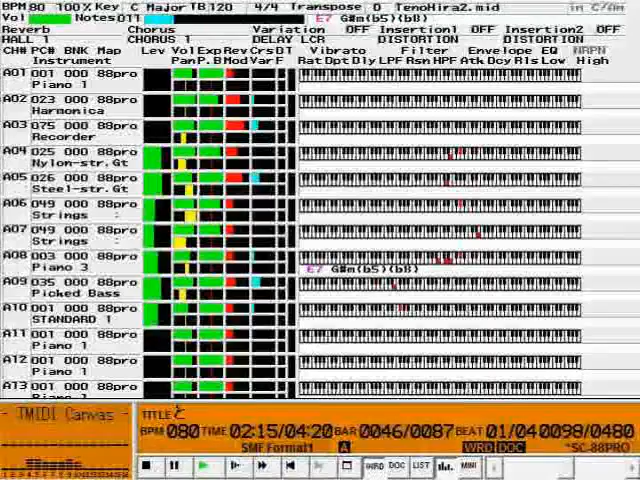 BPM 80 100% Key C Major TB 120 4/4 Transpose 0 TenoHira2.mid in C/Am
Vol Notes 011 E7 G#m(b5)(b8)
Reverb Chorus Variation OFF Insertion1 OFF Insertion2 OFF
HALL 1 CHORUS 1 DELAY LCR DISTORTION DISTORTION
CH# PC# BNK Map Lev Vol Exp Rev Crs DT Vibrato Filter Envelope EQ NRPN
Instrument Pan P.B Mod Var F Rat Dpt Dly LPF Rsn HPF Atk Dcy Rls Low High
A01 001 000 88pro
Piano 1
A02 023 000 88pro
Harmonica
A03 075 000 88pro
Recorder
A04 025 000 88pro
Nylon-str.Gt
A05 026 000 88pro
Steel-str.Gt
A06 049 000 88pro
Strings :
A07 049 000 88pro
Strings :
A08 003 000 88pro
Piano 3 E7 G#m(b5)(b8)
A09 035 000 88pro
Picked Bass
A10 001 000 88pro
STANDARD 1
A11 001 000 88pro
Piano 1
A12 001 000 88pro
Piano 1
A13 001 000 88pro
- TMIDI Canvas -
TITLE と
BPM 080 TIME 02:15/04:20 BAR 0046/0087 BEAT 01/04 0098/0480
SMF Format1 A WRD DOC *SC-88PRO
WRD DOC LIST MINI